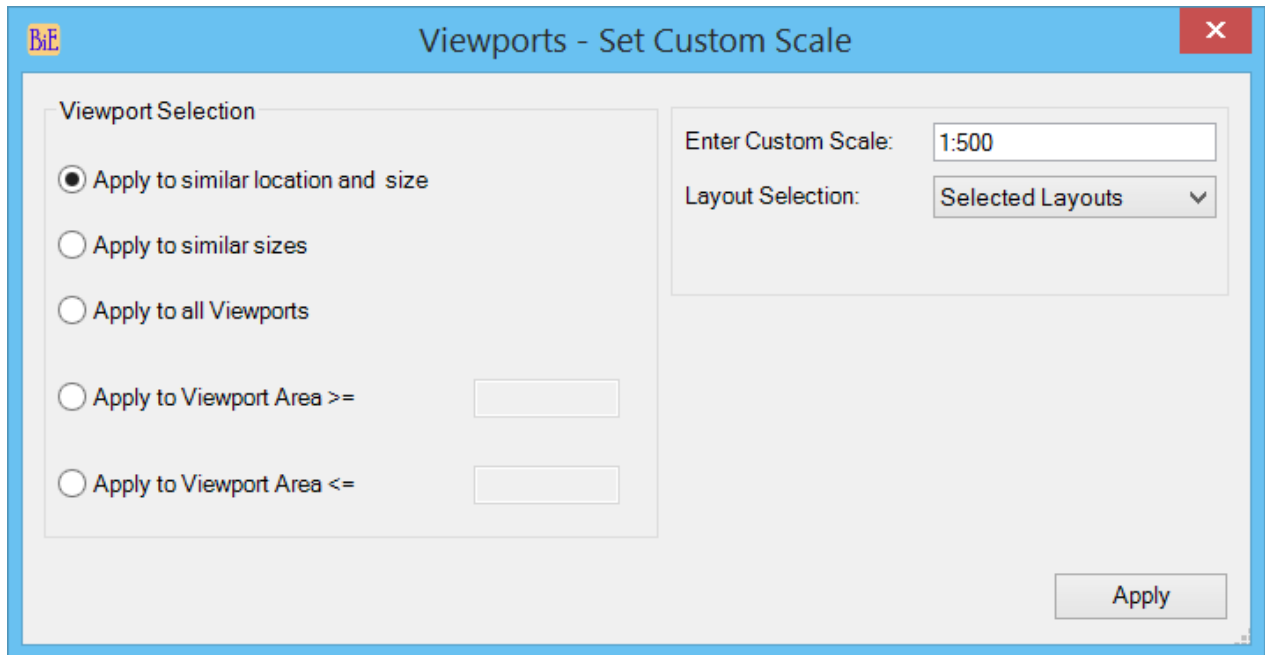 BiE
Viewports - Set Custom Scale
Viewport Selection
Apply to similar location and size
Apply to similar sizes
Apply to all Viewports
Apply to Viewport Area >=
Apply to Viewport Area <=
Enter Custom Scale: 1:500
Layout Selection: Selected Layouts
Apply